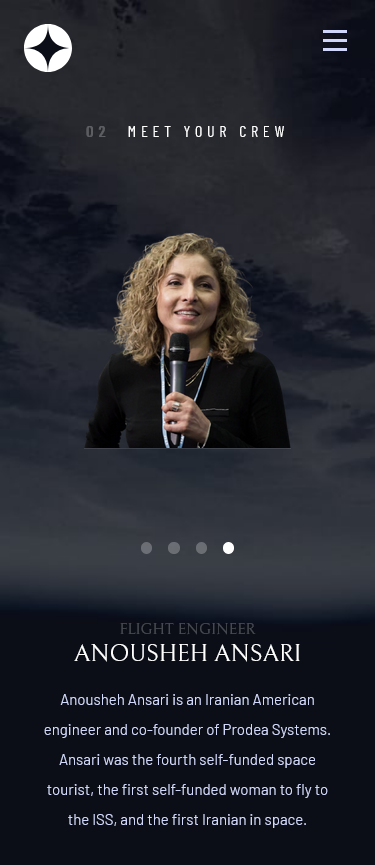 02 MEET YOUR CREW
FLIGHT ENGINEER
ANOUSHEH ANSARI
Anousheh Ansari is an Iranian American
engineer and co-founder of Prodea Systems.
Ansari was the fourth self-funded space
tourist, the first self-funded woman to fly to
the ISS, and the first Iranian in space.